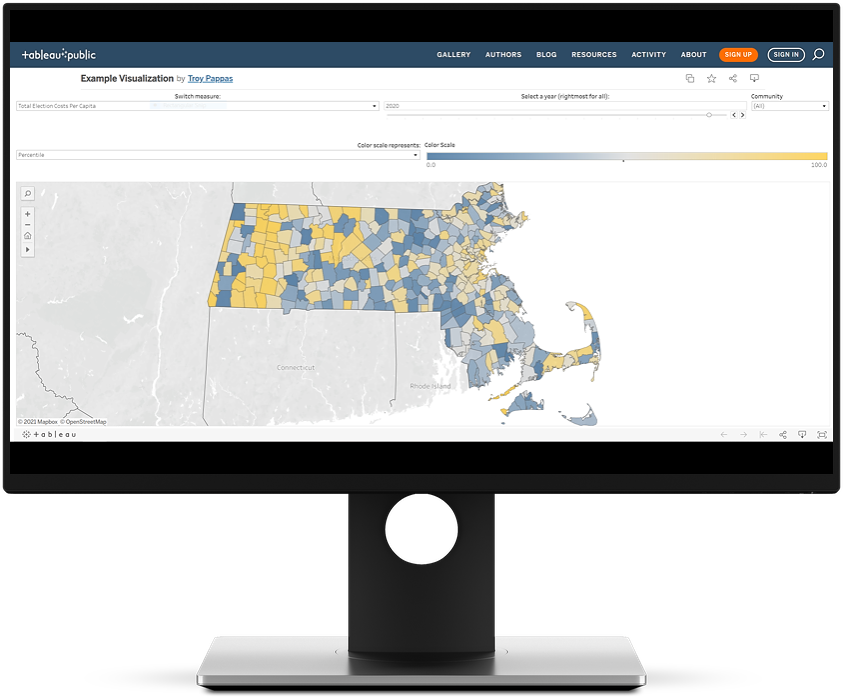 +ableau public
GALLERY AUTHORS BLOG RESOURCES ACTIVITY ABOUT SIGN UP SIGN IN
Example Visualization by Troy Pappas
Switch measure:
Select a year (rightmost for all):
Community
Total Election Costs Per Capita
2020
(All)
Color scale represents:
Color Scale
Percentile
0.0
100.0
Connecticut
Rhode Island
© 2021 Mapbox © OpenStreetMap
+ableau